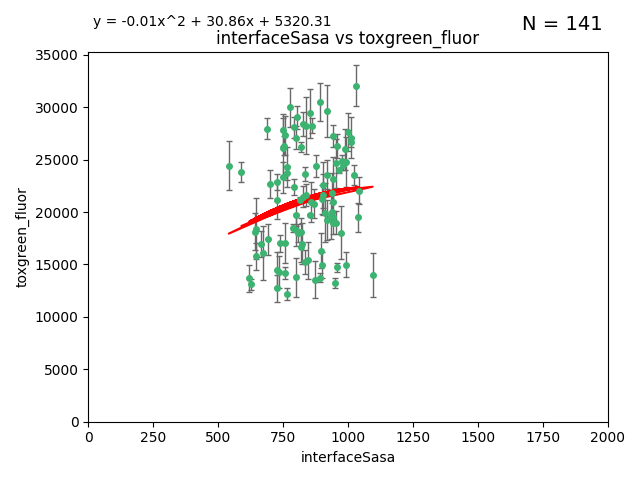 y = -0.01x^2 + 30.86x + 5320.31
N = 141
interfaceSasa vs toxgreen_fluor
35000
30000
25000
20000
15000
10000
5000
0
toxgreen_fluor
0 250 500 750 1000 1250 1500 1750 2000
interfaceSasa